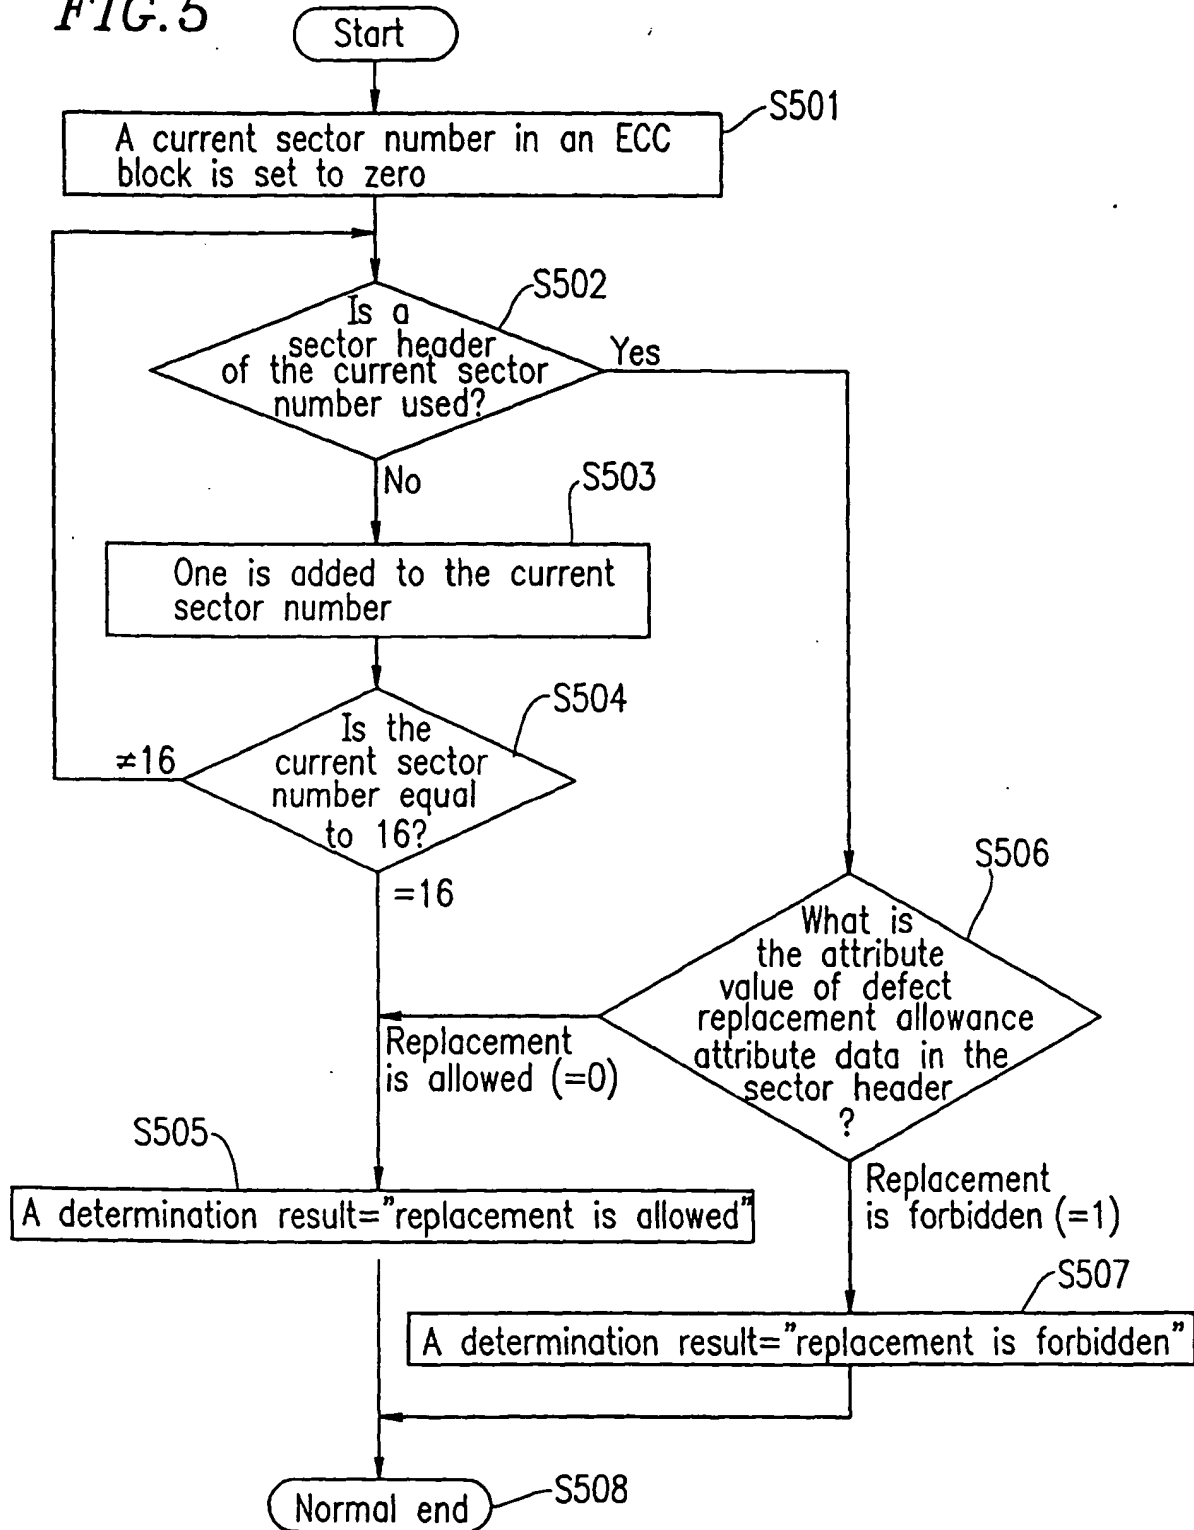 FIG. 5
Start
S501
A current sector number in an ECC
block is set to zero
S502
Is a
sector header
of the current sector
number used?
Yes
No
S503
One is added to the current
sector number
S504
Is the
current sector
number equal
to 16?
≠16
=16
S506
What is
the attribute
value of defect
replacement allowance
attribute data in the
sector header
?
Replacement
is allowed (=0)
S505
A determination result="replacement is allowed"
Replacement
is forbidden (=1)
S507
A determination result="replacement is forbidden"
Normal end
S508